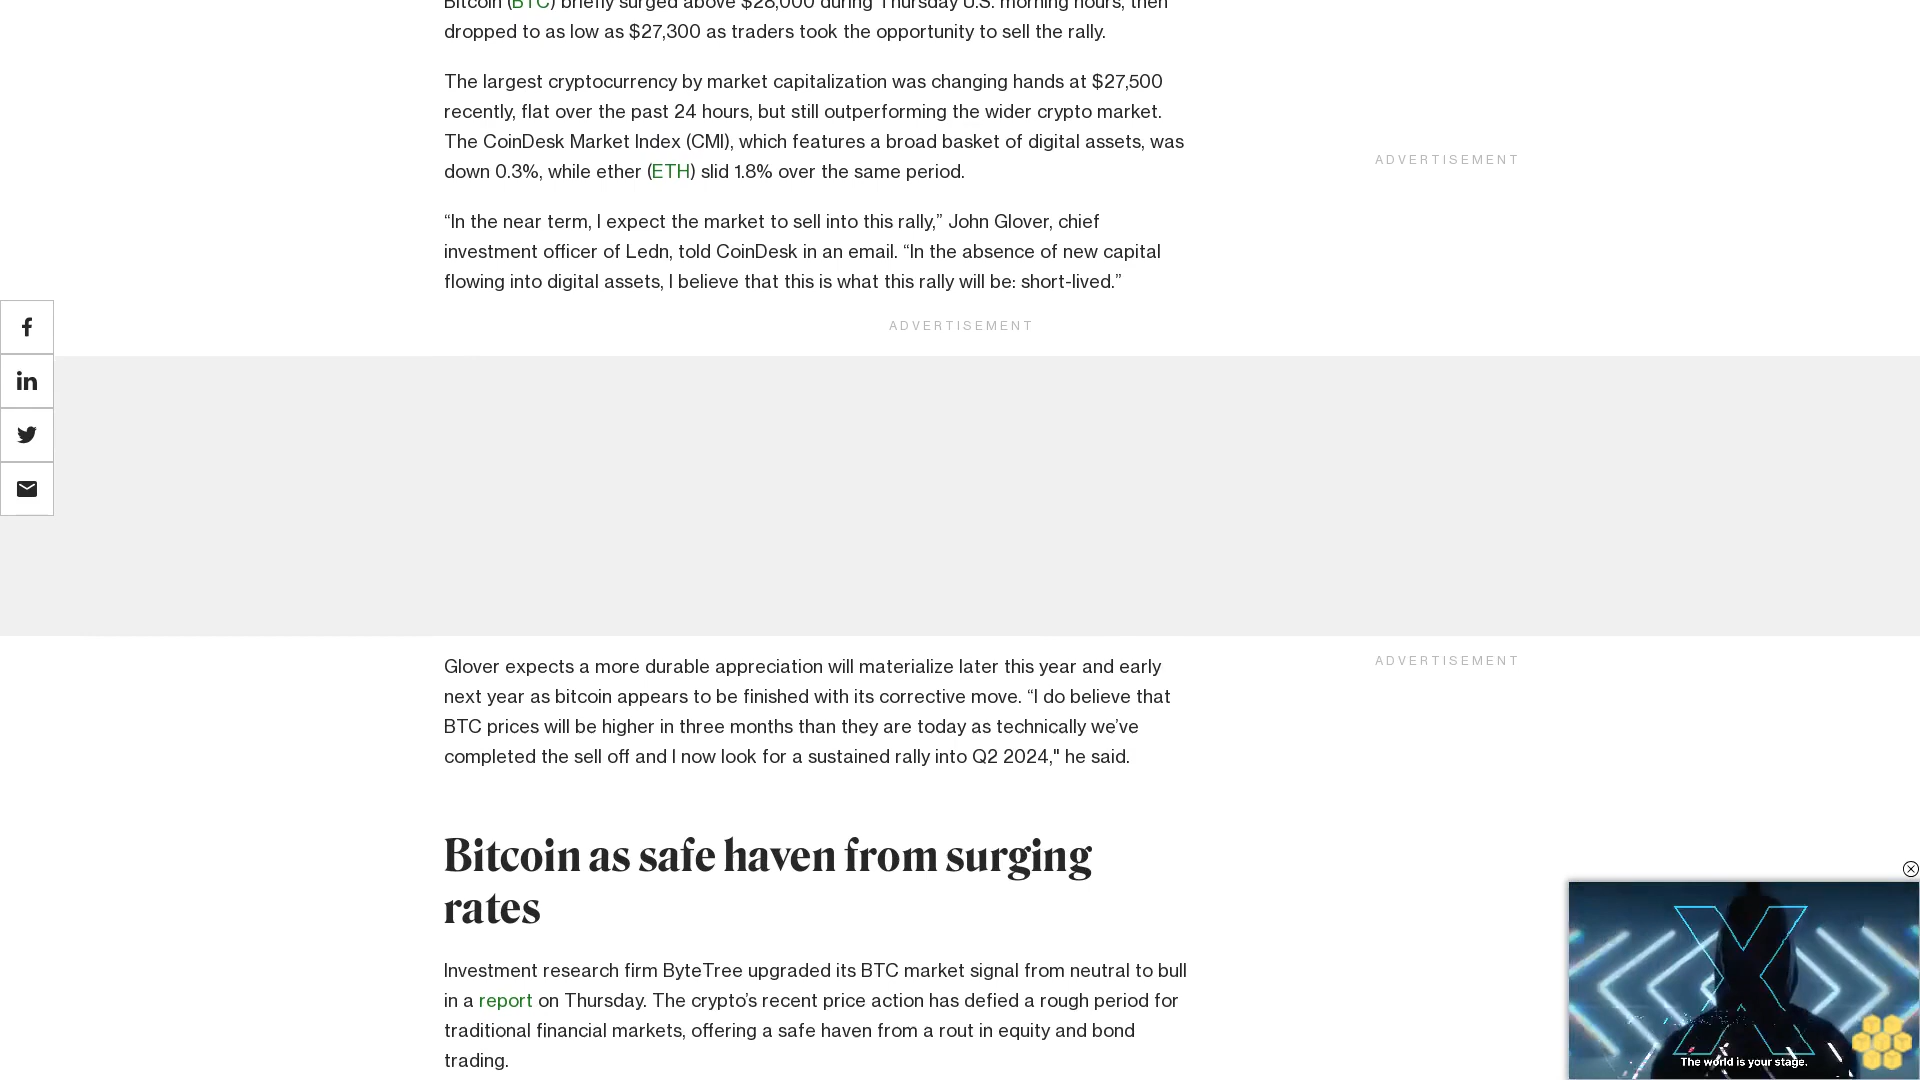 Bitcoin (BTC) briefly surged above $28,000 during Thursday U.S. morning hours, then
dropped to as low as $27,300 as traders took the opportunity to sell the rally.
The largest cryptocurrency by market capitalization was changing hands at $27,500
recently, flat over the past 24 hours, but still outperforming the wider crypto market.
The CoinDesk Market Index (CMI), which features a broad basket of digital assets, was
down 0.3%, while ether (ETH) slid 1.8% over the same period.
ADVERTISEMENT
“In the near term, I expect the market to sell into this rally,” John Glover, chief
investment officer of Ledn, told CoinDesk in an email. “In the absence of new capital
flowing into digital assets, I believe that this is what this rally will be: short-lived.”
ADVERTISEMENT
Glover expects a more durable appreciation will materialize later this year and early
next year as bitcoin appears to be finished with its corrective move. “I do believe that
BTC prices will be higher in three months than they are today as technically we’ve
completed the sell off and I now look for a sustained rally into Q2 2024," he said.
ADVERTISEMENT
Bitcoin as safe haven from surging
rates
Investment research firm ByteTree upgraded its BTC market signal from neutral to bull
in a report on Thursday. The crypto’s recent price action has defied a rough period for
traditional financial markets, offering a safe haven from a rout in equity and bond
trading.
X
The world is your stage.